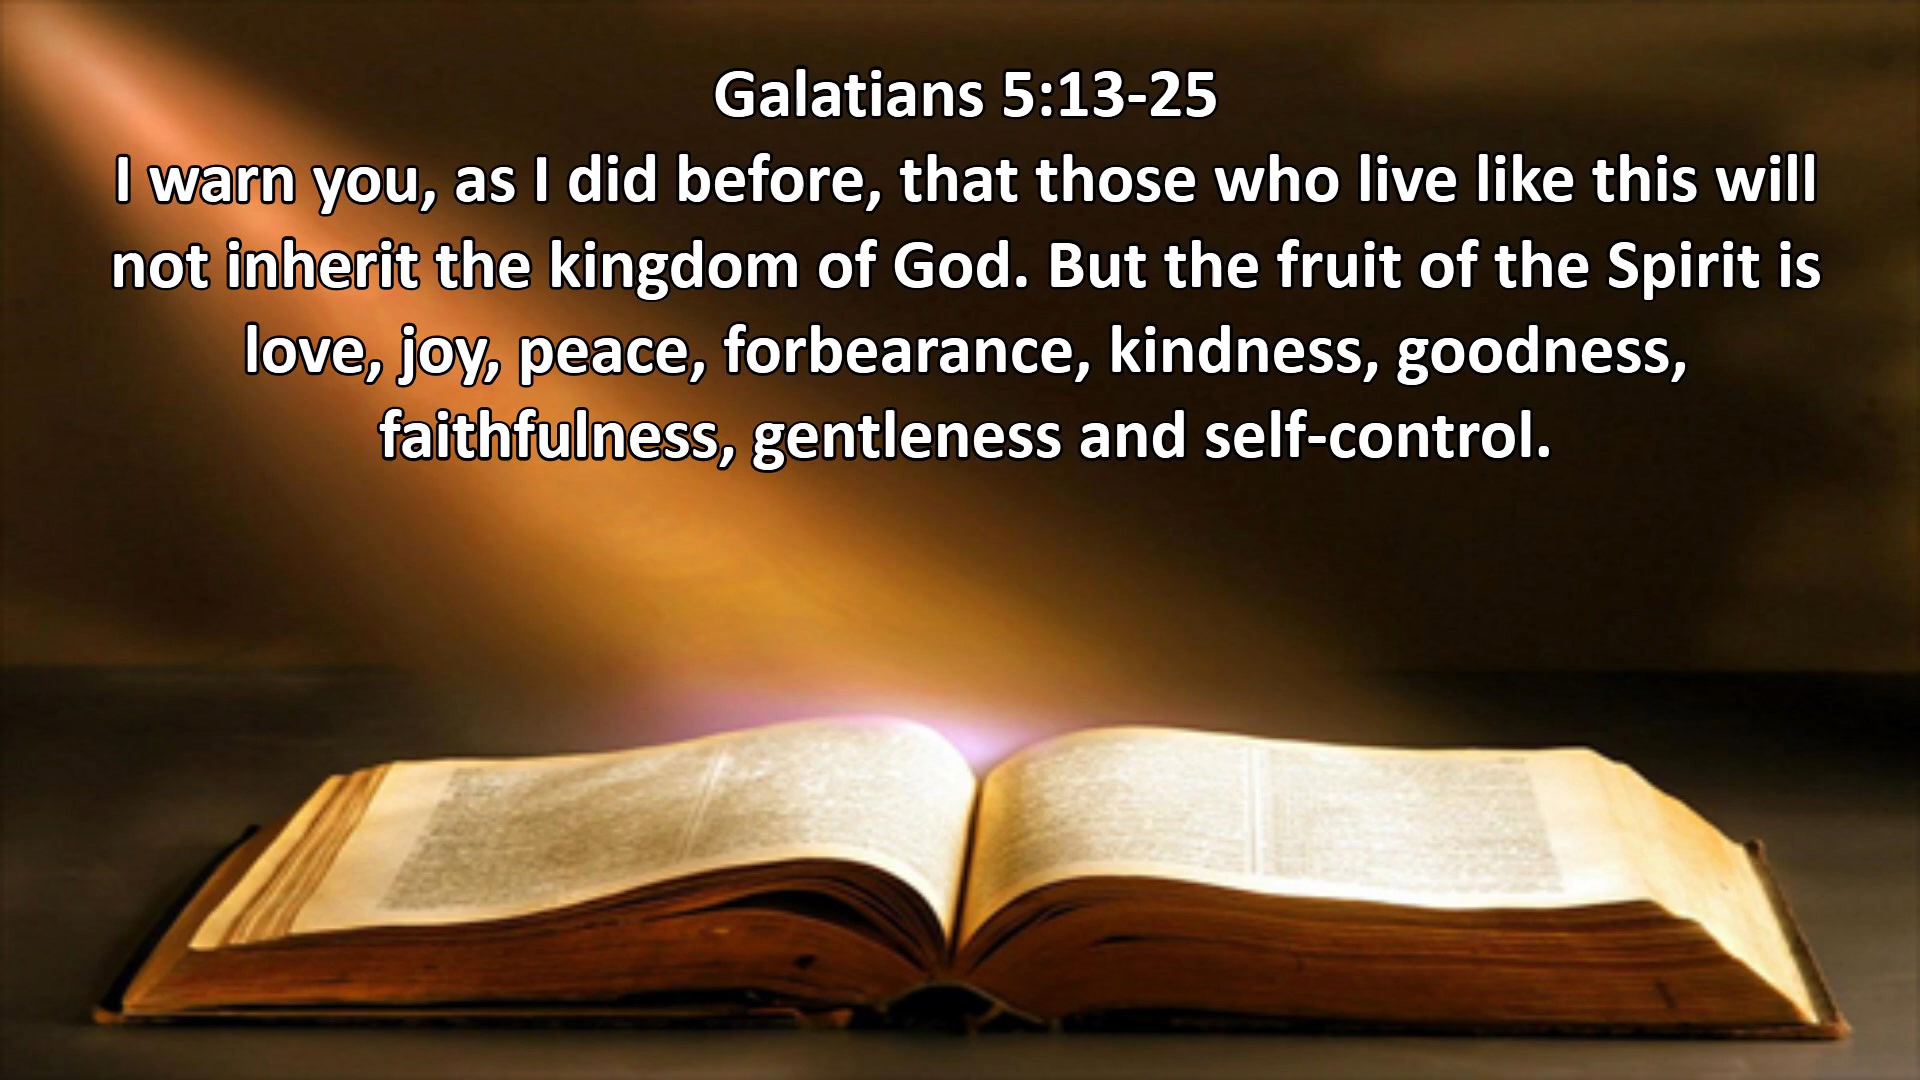 Galatians 5:13-25
I warn you, as I did before, that those who live like this will
not inherit the kingdom of God. But the fruit of the Spirit is
love, joy, peace, forbearance, kindness, goodness,
faithfulness, gentleness and self-control.